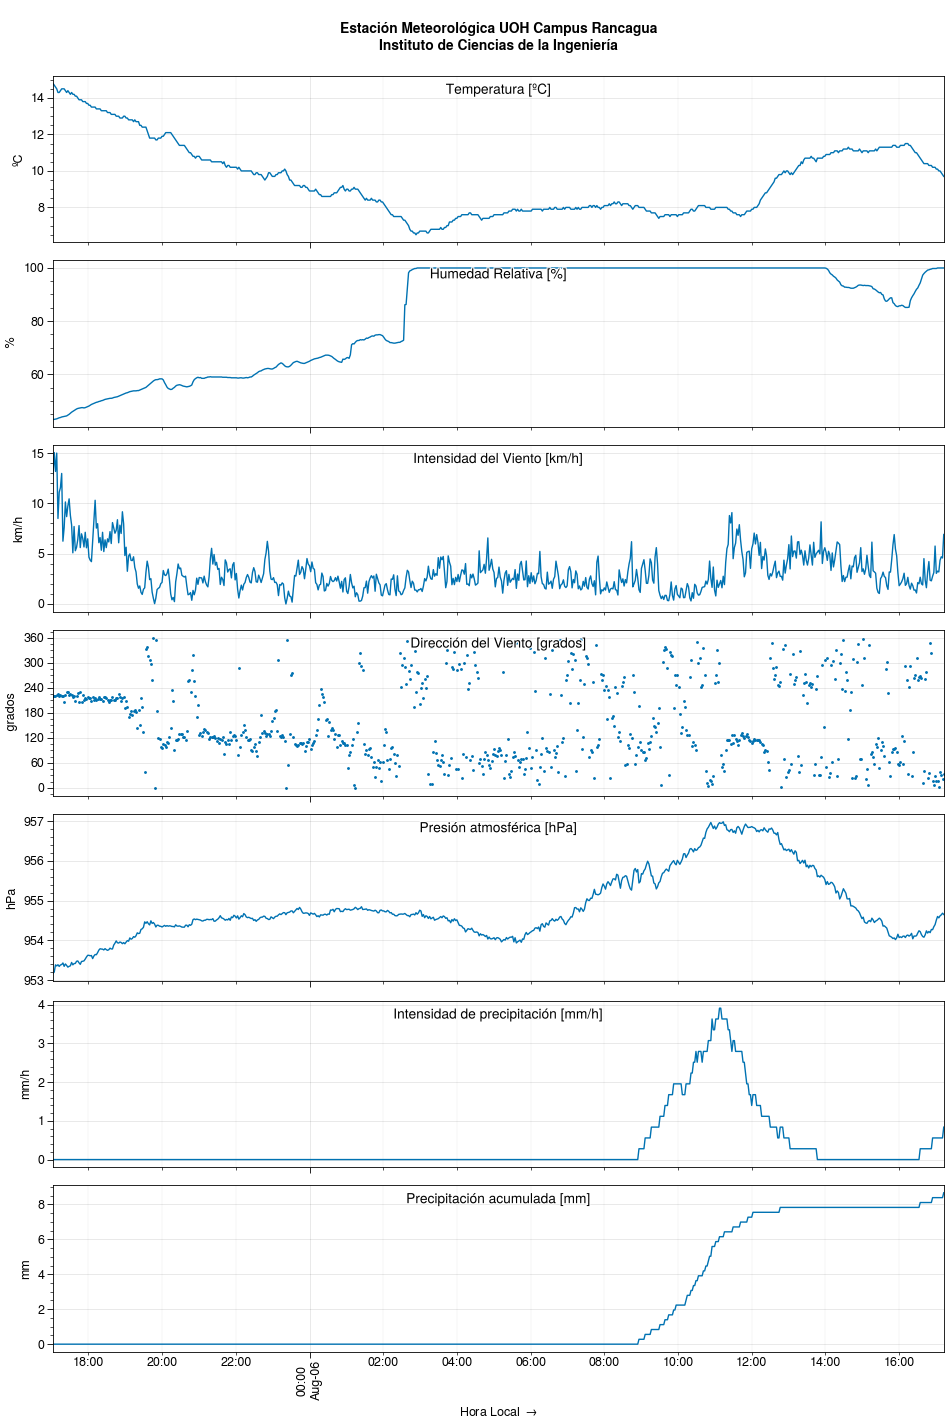 Estación Meteorológica UOH Campus Rancagua
Instituto de Ciencias de la Ingeniería
Temperatura [ºC]
ºC
14
12
10
8
Humedad Relativa [%]
%
100
80
60
Intensidad del Viento [km/h]
km/h
15
10
5
0
Dirección del Viento [grados]
grados
360
300
240
180
120
60
0
Presión atmosférica [hPa]
hPa
957
956
955
954
953
Intensidad de precipitación [mm/h]
mm/h
4
3
2
1
0
Precipitación acumulada [mm]
mm
8
6
4
2
0
18:00 20:00 22:00 00:00 02:00 04:00 06:00 08:00 10:00 12:00 14:00 16:00
Aug-06
Hora Local →